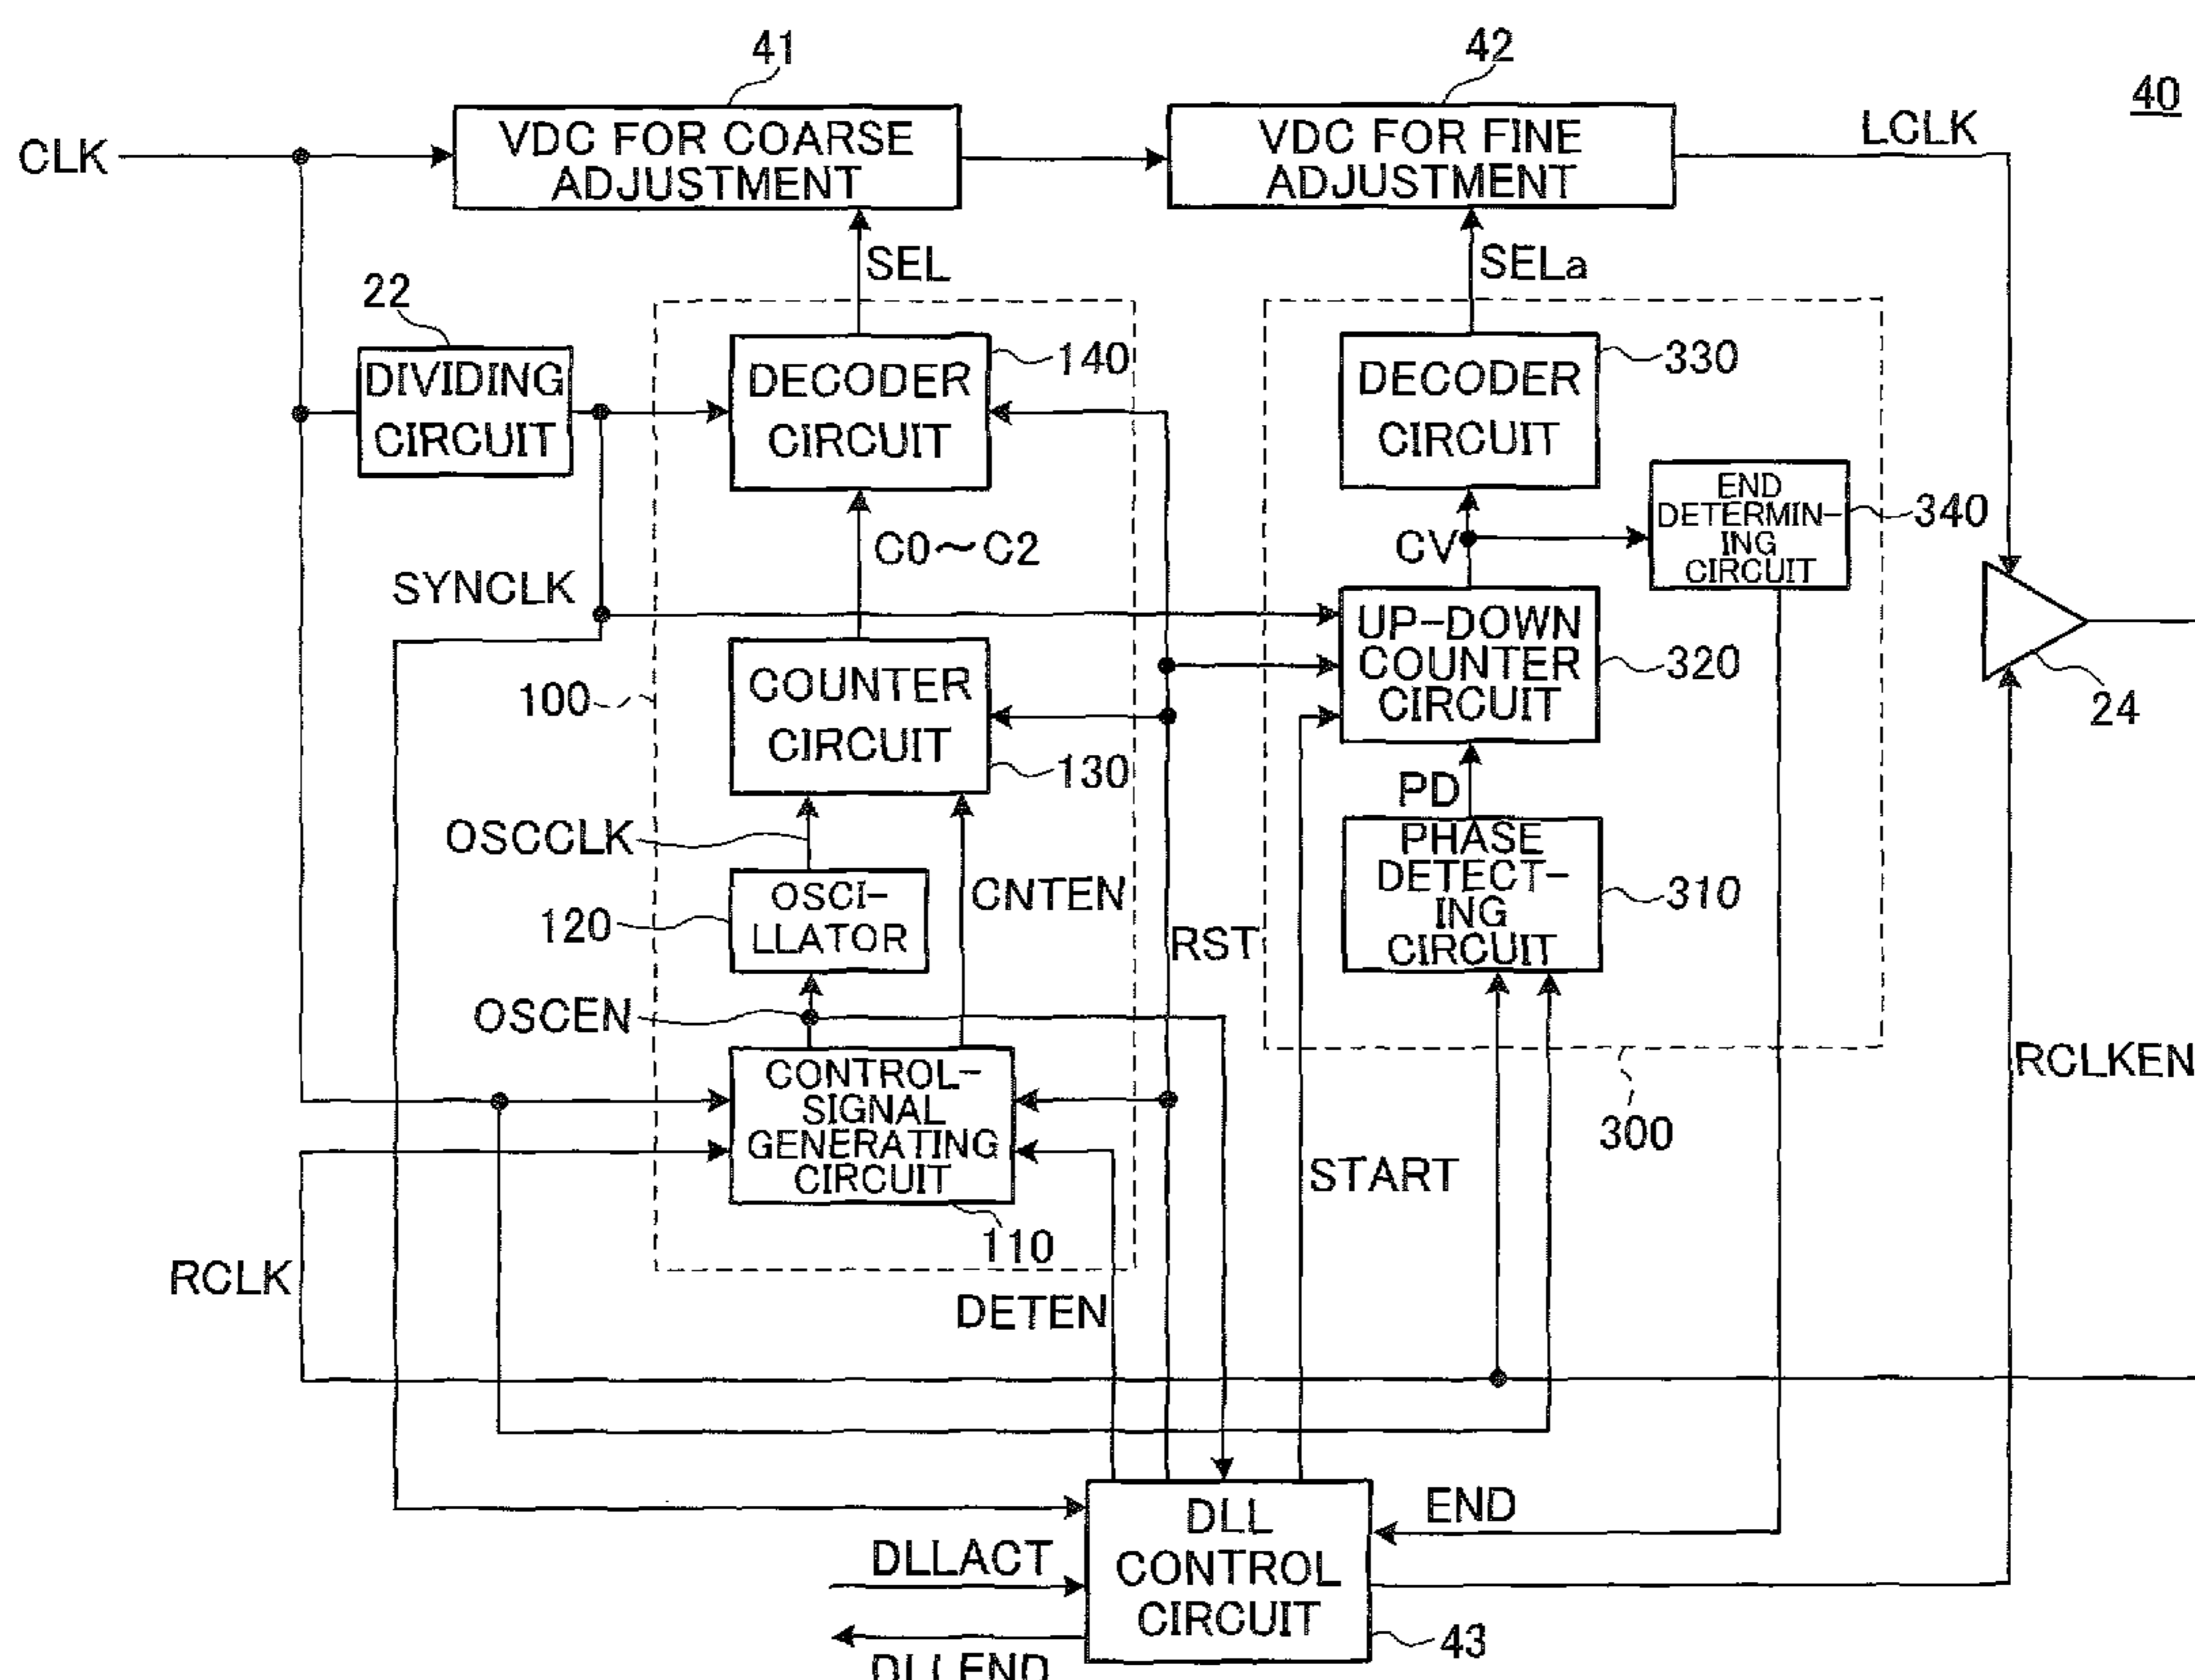 41
42
40
CLK
VDC FOR COARSE
ADJUSTMENT
VDC FOR FINE
ADJUSTMENT
LCLK
SEL
SELa
22
DIVIDING
CIRCUIT
DECODER
CIRCUIT
140
DECODER
CIRCUIT
330
END
DETERMIN-
ING
CIRCUIT
340
C0~C2
CV
SYNCLK
100
COUNTER
CIRCUIT
130
UP-DOWN
COUNTER
CIRCUIT
320
24
PD
OSCCLK
CNTEN
120
OSCI-
LLATOR
RST
PHASE
DETECT-
ING
CIRCUIT
310
OSCEN
CONTROL-
SIGNAL
GENERATING
CIRCUIT
110
RCLKEN
300
START
RCLK
DETEN
END
DLLACT
DLL
CONTROL
CIRCUIT
43
DLLEND